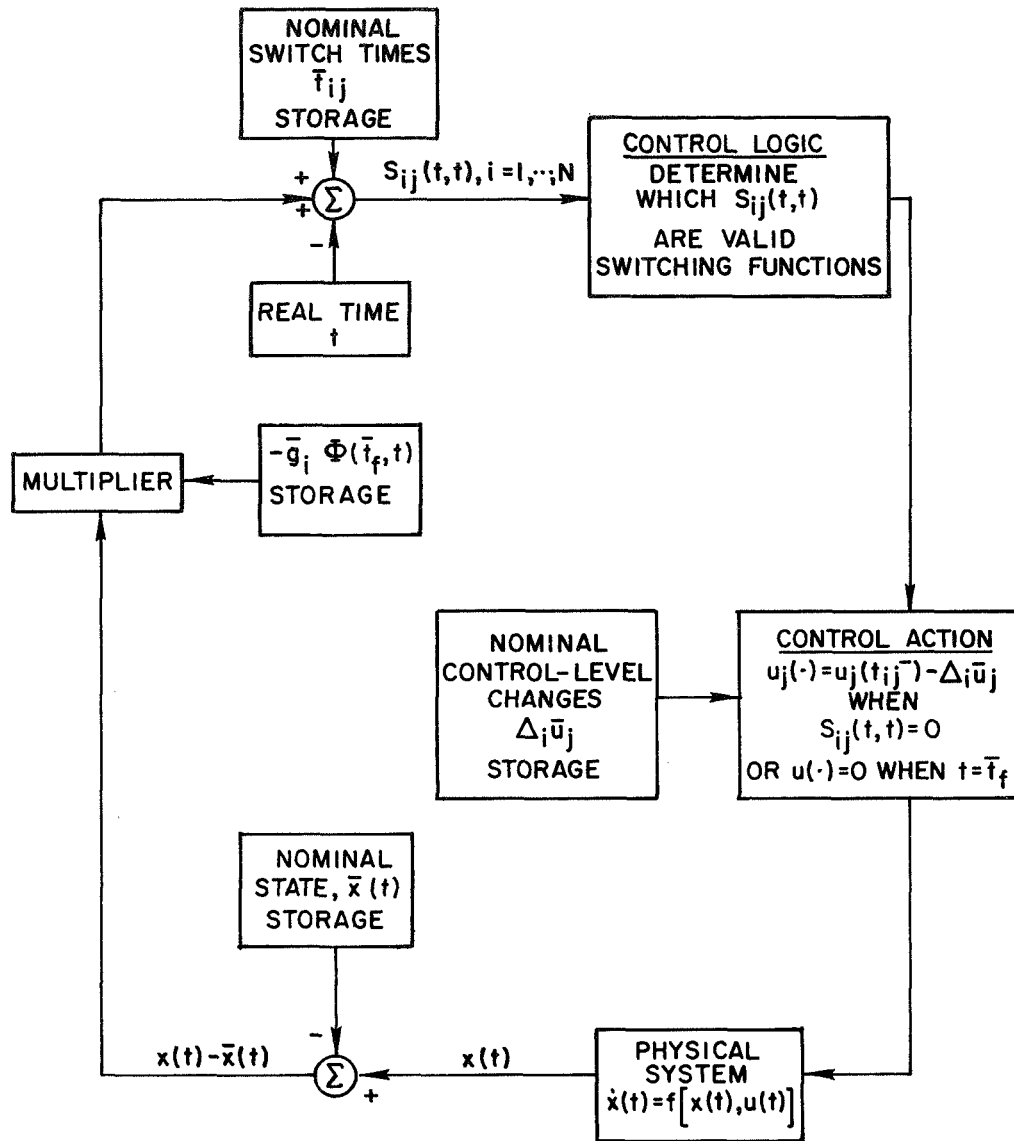 NOMINAL
SWITCH TIMES
t̄ij
STORAGE
+
+
Σ
−
Sij(t,t), i=1,··,N
CONTROL LOGIC
DETERMINE
WHICH Sij(t,t)
ARE VALID
SWITCHING FUNCTIONS
REAL TIME
t
MULTIPLIER
-ḡi Φ(t̄f,t)
STORAGE
NOMINAL
CONTROL-LEVEL
CHANGES
Δiūj
STORAGE
CONTROL ACTION
uj(·)=uj(tij⁻)-Δiūj
WHEN
Sij(t,t)=0
OR u(·)=0 WHEN t=t̄f
NOMINAL
STATE, x̄(t)
STORAGE
−
x(t)-x̄(t)
Σ
+
x(t)
PHYSICAL
SYSTEM
ẋ(t)=f[x(t),u(t)]